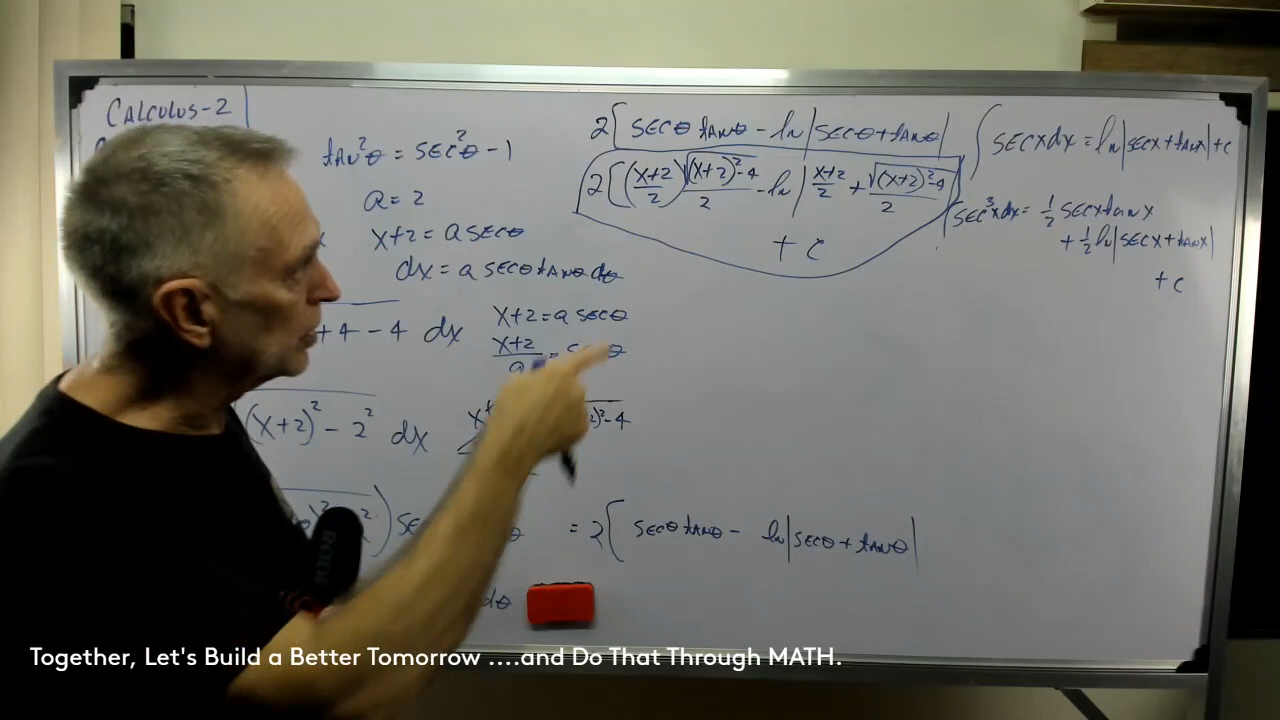 CALCULUS-2
tan²θ = sec²θ - 1
a = 2
x+2 = a secθ
dx = a secθ tanθ dθ
+ 4 - 4 dx
x+2 = a secθ
x+2/a = secθ
(x+2)² - 2² dx
)² - 4
= 2[ secθ tanθ - ln|secθ + tanθ|
dθ
2[ secθ tanθ - ln|secθ + tanθ|
2[ ((x+2)/2) √((x+2)² - 4)/2 - ln| (x+2)/2 + √((x+2)² - 4)/2
+ c
∫ secx dx = ln|secx + tanx| + c
∫ sec³x dx = 1/2 secx tanx
+ 1/2 ln|secx + tanx|
+ c
RODE
Together, Let's Build a Better Tomorrow ....and Do That Through MATH.